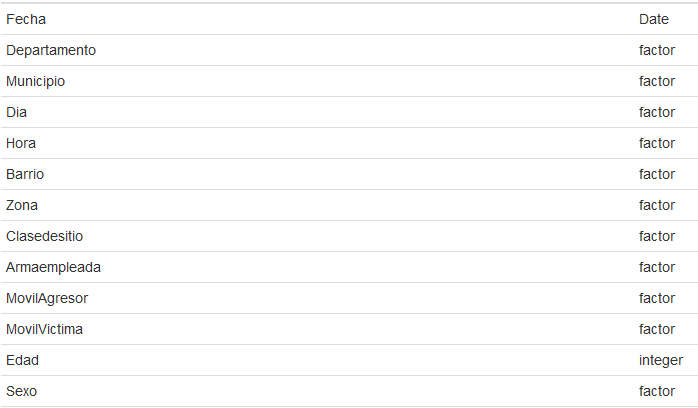 Fecha Date
Departamento factor
Municipio factor
Dia factor
Hora factor
Barrio factor
Zona factor
Clasedesitio factor
Armaempleada factor
MovilAgresor factor
MovilVictima factor
Edad integer
Sexo factor